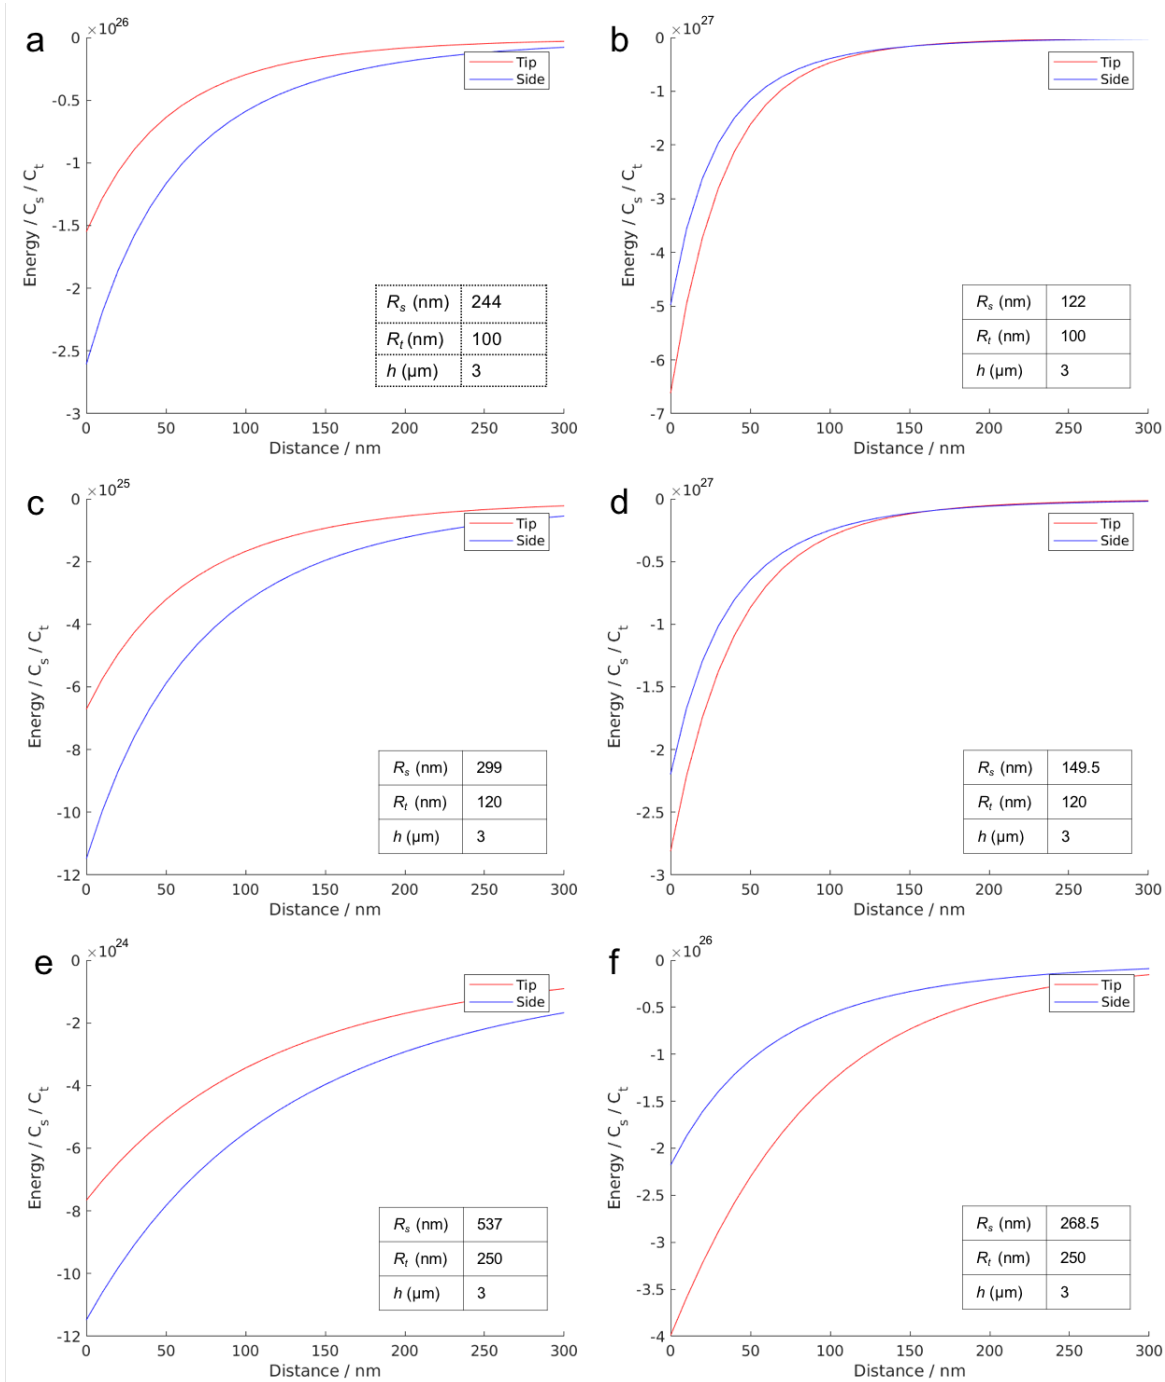 a
×10^26
0
-0.5
-1
-1.5
-2
-2.5
-3
Energy / C_s / C_t
Tip
Side
R_s (nm) 244
R_t (nm) 100
h (µm) 3
0 50 100 150 200 250 300
Distance / nm
b
×10^27
0
-1
-2
-3
-4
-5
-6
-7
Energy / C_s / C_t
Tip
Side
R_s (nm) 122
R_t (nm) 100
h (µm) 3
0 50 100 150 200 250 300
Distance / nm
c
×10^25
0
-2
-4
-6
-8
-10
-12
Energy / C_s / C_t
Tip
Side
R_s (nm) 299
R_t (nm) 120
h (µm) 3
0 50 100 150 200 250 300
Distance / nm
d
×10^27
0
-0.5
-1
-1.5
-2
-2.5
-3
Energy / C_s / C_t
Tip
Side
R_s (nm) 149.5
R_t (nm) 120
h (µm) 3
0 50 100 150 200 250 300
Distance / nm
e
×10^24
0
-2
-4
-6
-8
-10
-12
Energy / C_s / C_t
Tip
Side
R_s (nm) 537
R_t (nm) 250
h (µm) 3
0 50 100 150 200 250 300
Distance / nm
f
×10^26
0
-0.5
-1
-1.5
-2
-2.5
-3
-3.5
-4
Energy / C_s / C_t
Tip
Side
R_s (nm) 268.5
R_t (nm) 250
h (µm) 3
0 50 100 150 200 250 300
Distance / nm